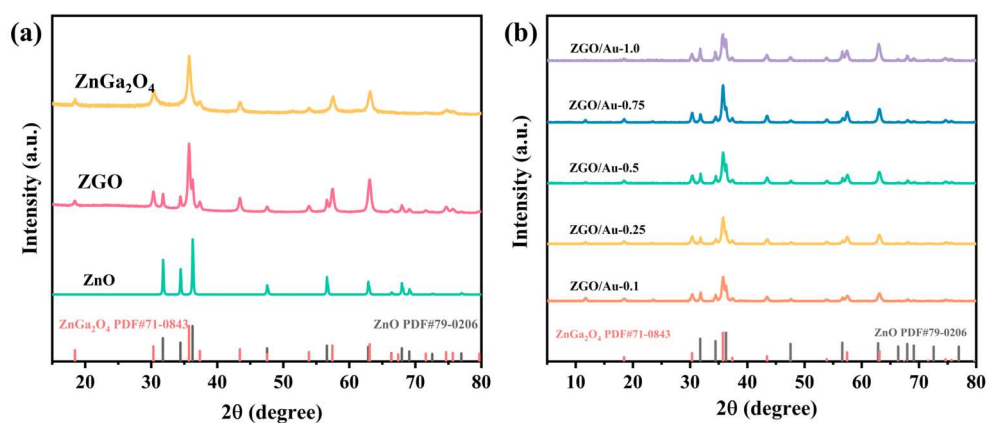 (a)
ZnGa₂O₄
ZGO
ZnO
ZnGa₂O₄ PDF#71-0843
ZnO PDF#79-0206
Intensity (a.u.)
20 30 40 50 60 70 80
2θ (degree)
(b)
ZGO/Au-1.0
ZGO/Au-0.75
ZGO/Au-0.5
ZGO/Au-0.25
ZGO/Au-0.1
ZnGa₂O₄ PDF#71-0843
ZnO PDF#79-0206
Intensity (a.u.)
10 20 30 40 50 60 70 80
2θ (degree)